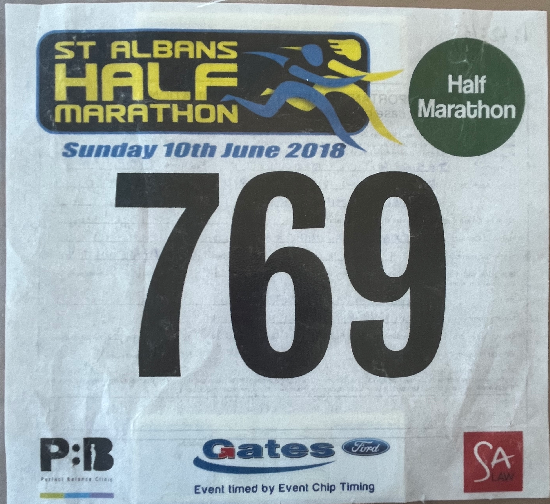 ST ALBANS
HALF
MARATHON
Half
Marathon
Sunday 10th June 2018
769
P:B
Perfect Balance Clinic
Gates Ford
Event timed by Event Chip Timing
SA
LAW